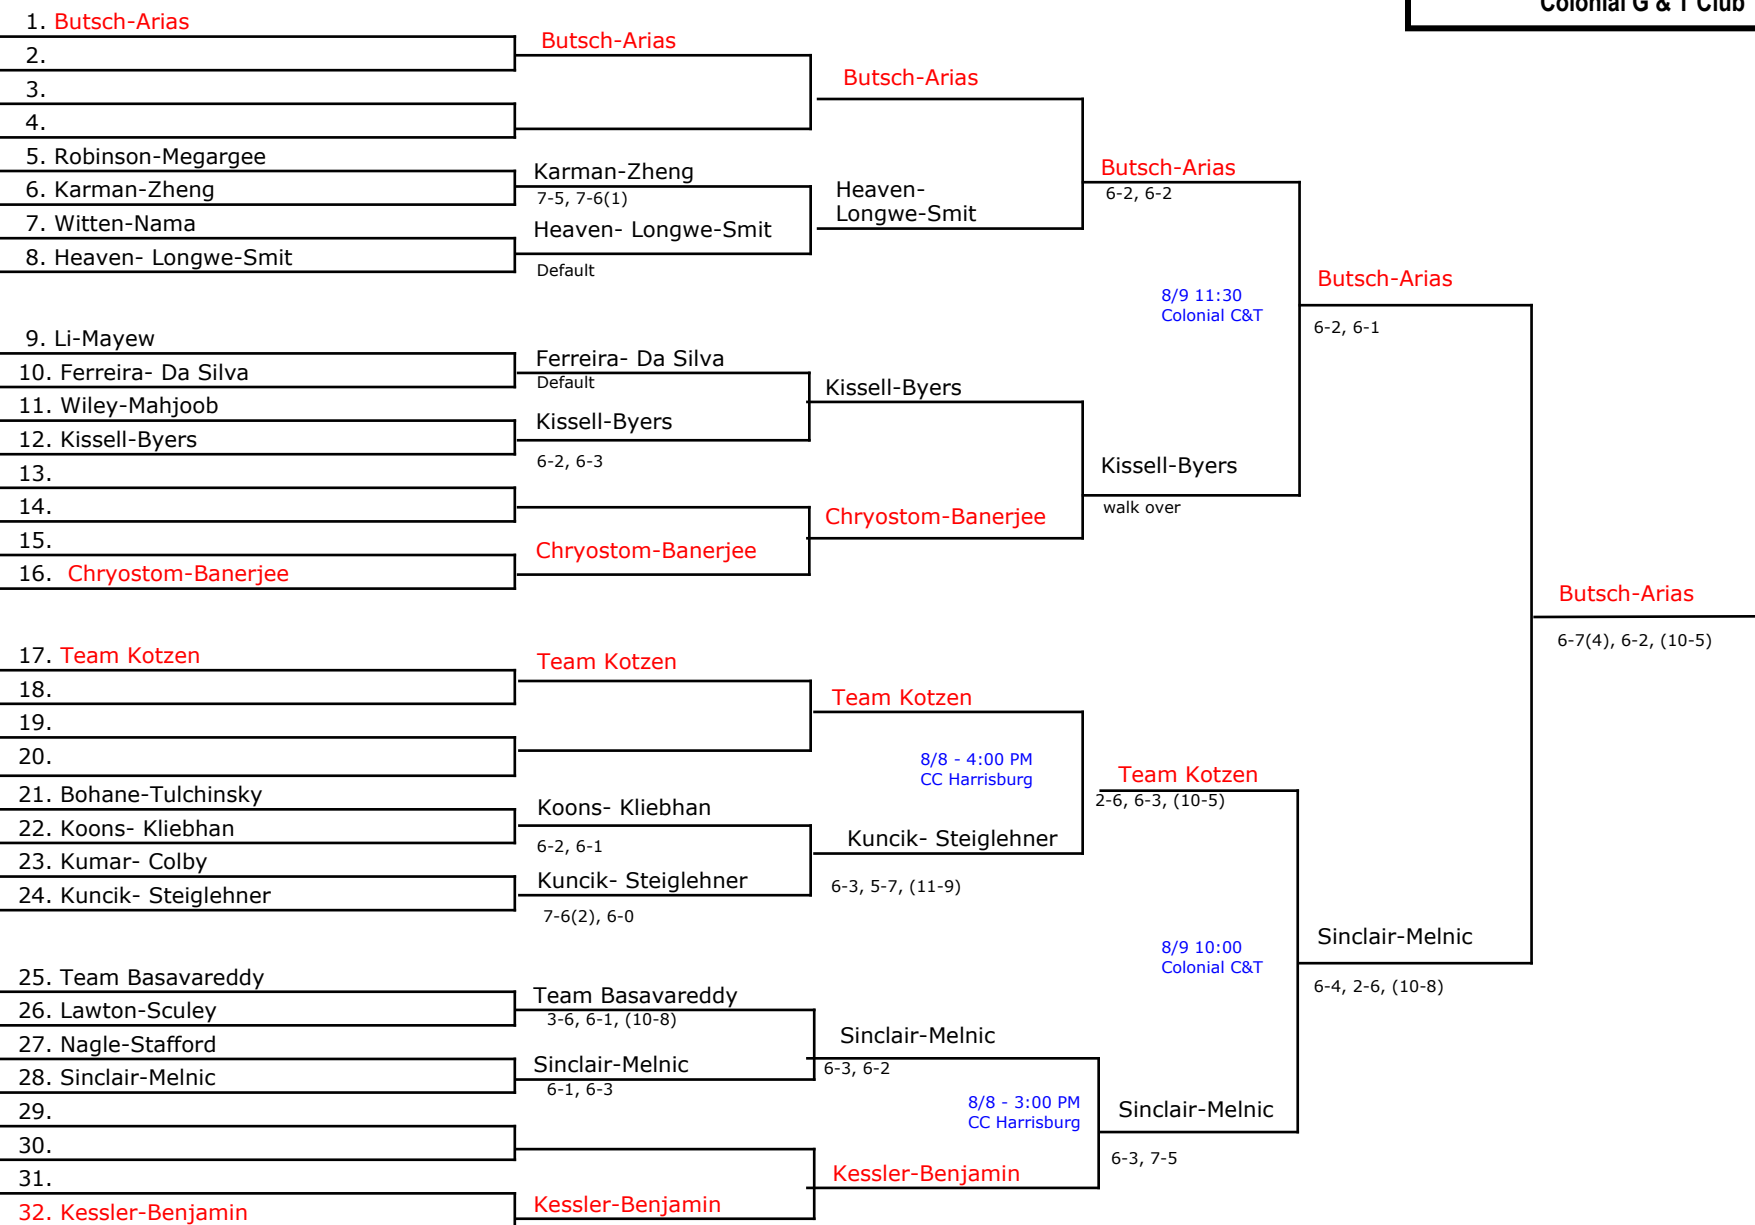 Colonial G & T Club
1. Butsch-Arias
2.
3.
4.
5. Robinson-Megargee
6. Karman-Zheng
7. Witten-Nama
8. Heaven- Longwe-Smit
9. Li-Mayew
10. Ferreira- Da Silva
11. Wiley-Mahjoob
12. Kissell-Byers
13.
14.
15.
16. Chryostom-Banerjee
17. Team Kotzen
18.
19.
20.
21. Bohane-Tulchinsky
22. Koons- Kliebhan
23. Kumar- Colby
24. Kuncik- Steiglehner
25. Team Basavareddy
26. Lawton-Sculey
27. Nagle-Stafford
28. Sinclair-Melnic
29.
30.
31.
32. Kessler-Benjamin
Butsch-Arias
Karman-Zheng
7-5, 7-6(1)
Heaven- Longwe-Smit
Default
Ferreira- Da Silva
Default
Kissell-Byers
6-2, 6-3
Chryostom-Banerjee
Team Kotzen
Koons- Kliebhan
6-2, 6-1
Kuncik- Steiglehner
7-6(2), 6-0
Team Basavareddy
3-6, 6-1, (10-8)
Sinclair-Melnic
6-1, 6-3
Kessler-Benjamin
Butsch-Arias
Heaven-
Longwe-Smit
Kissell-Byers
Chryostom-Banerjee
Team Kotzen
8/8 - 4:00 PM
CC Harrisburg
Kuncik- Steiglehner
6-3, 5-7, (11-9)
Sinclair-Melnic
6-3, 6-2
8/8 - 3:00 PM
CC Harrisburg
Kessler-Benjamin
Butsch-Arias
6-2, 6-2
8/9 11:30
Colonial C&T
Kissell-Byers
walk over
Team Kotzen
2-6, 6-3, (10-5)
8/9 10:00
Colonial C&T
Sinclair-Melnic
6-3, 7-5
Butsch-Arias
6-2, 6-1
Sinclair-Melnic
6-4, 2-6, (10-8)
Butsch-Arias
6-7(4), 6-2, (10-5)